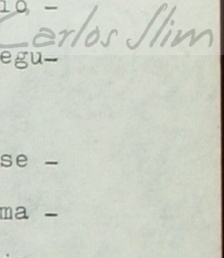 io, -
Carlos Slim
egu-
se -
ma -